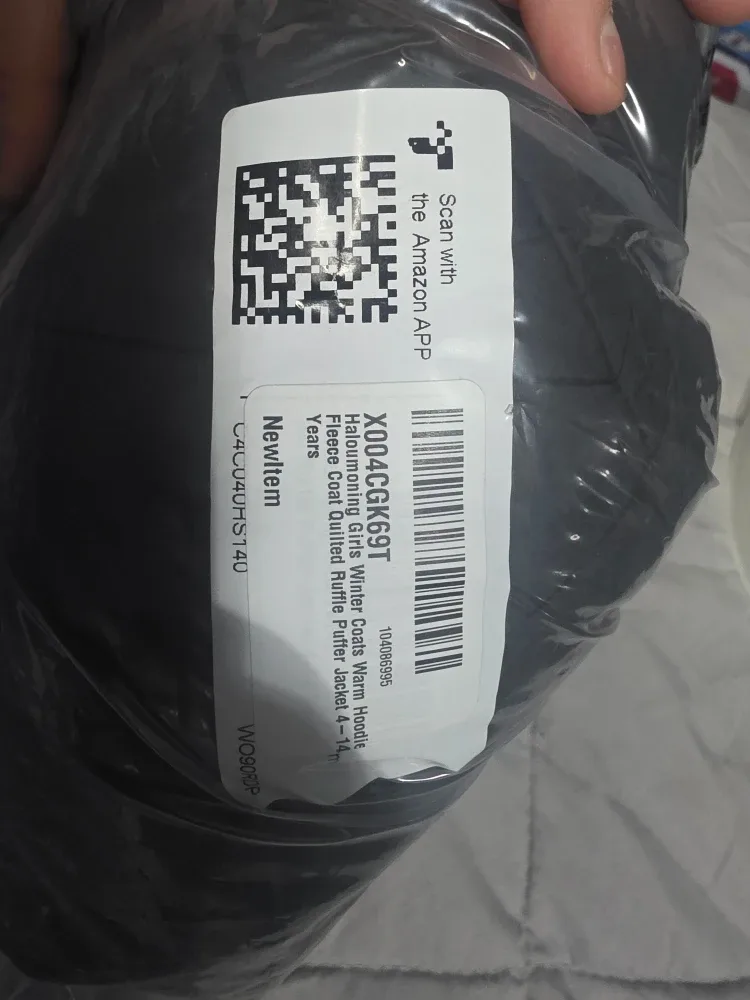 Scan with
the Amazon APP
X004CGK69T
104086995
Haloumoning Girls Winter Coats Warm Hoodie
Fleece Coat Quilted Ruffle Puffer Jacket 4-14
Years
NewItem